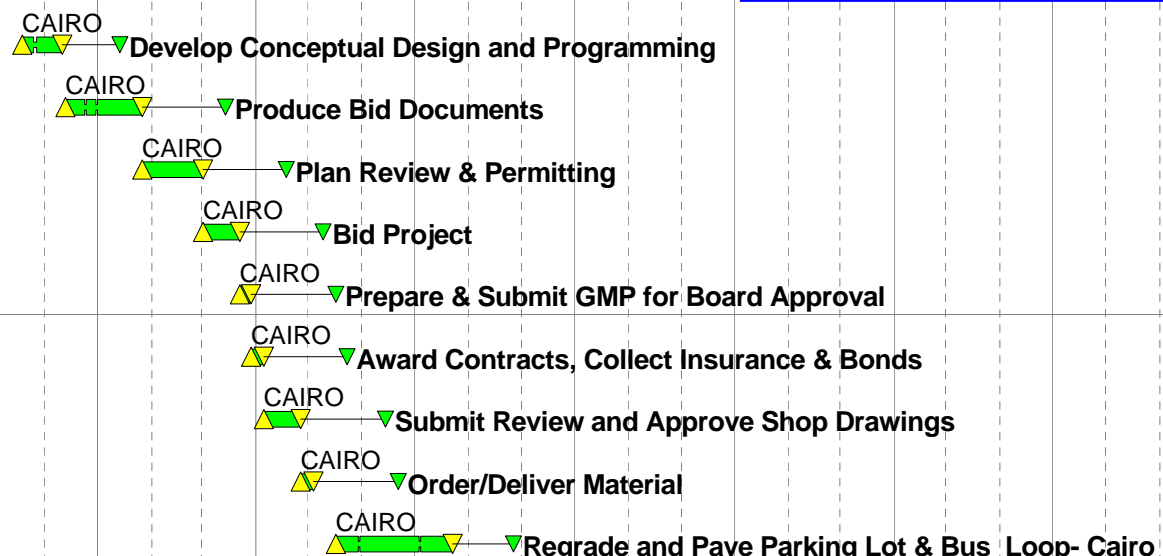 CAIRO
Develop Conceptual Design and Programming
CAIRO
Produce Bid Documents
CAIRO
Plan Review & Permitting
CAIRO
Bid Project
CAIRO
Prepare & Submit GMP for Board Approval
CAIRO
Award Contracts, Collect Insurance & Bonds
CAIRO
Submit Review and Approve Shop Drawings
CAIRO
Order/Deliver Material
CAIRO
Regrade and Pave Parking Lot & Bus Loop- Cairo